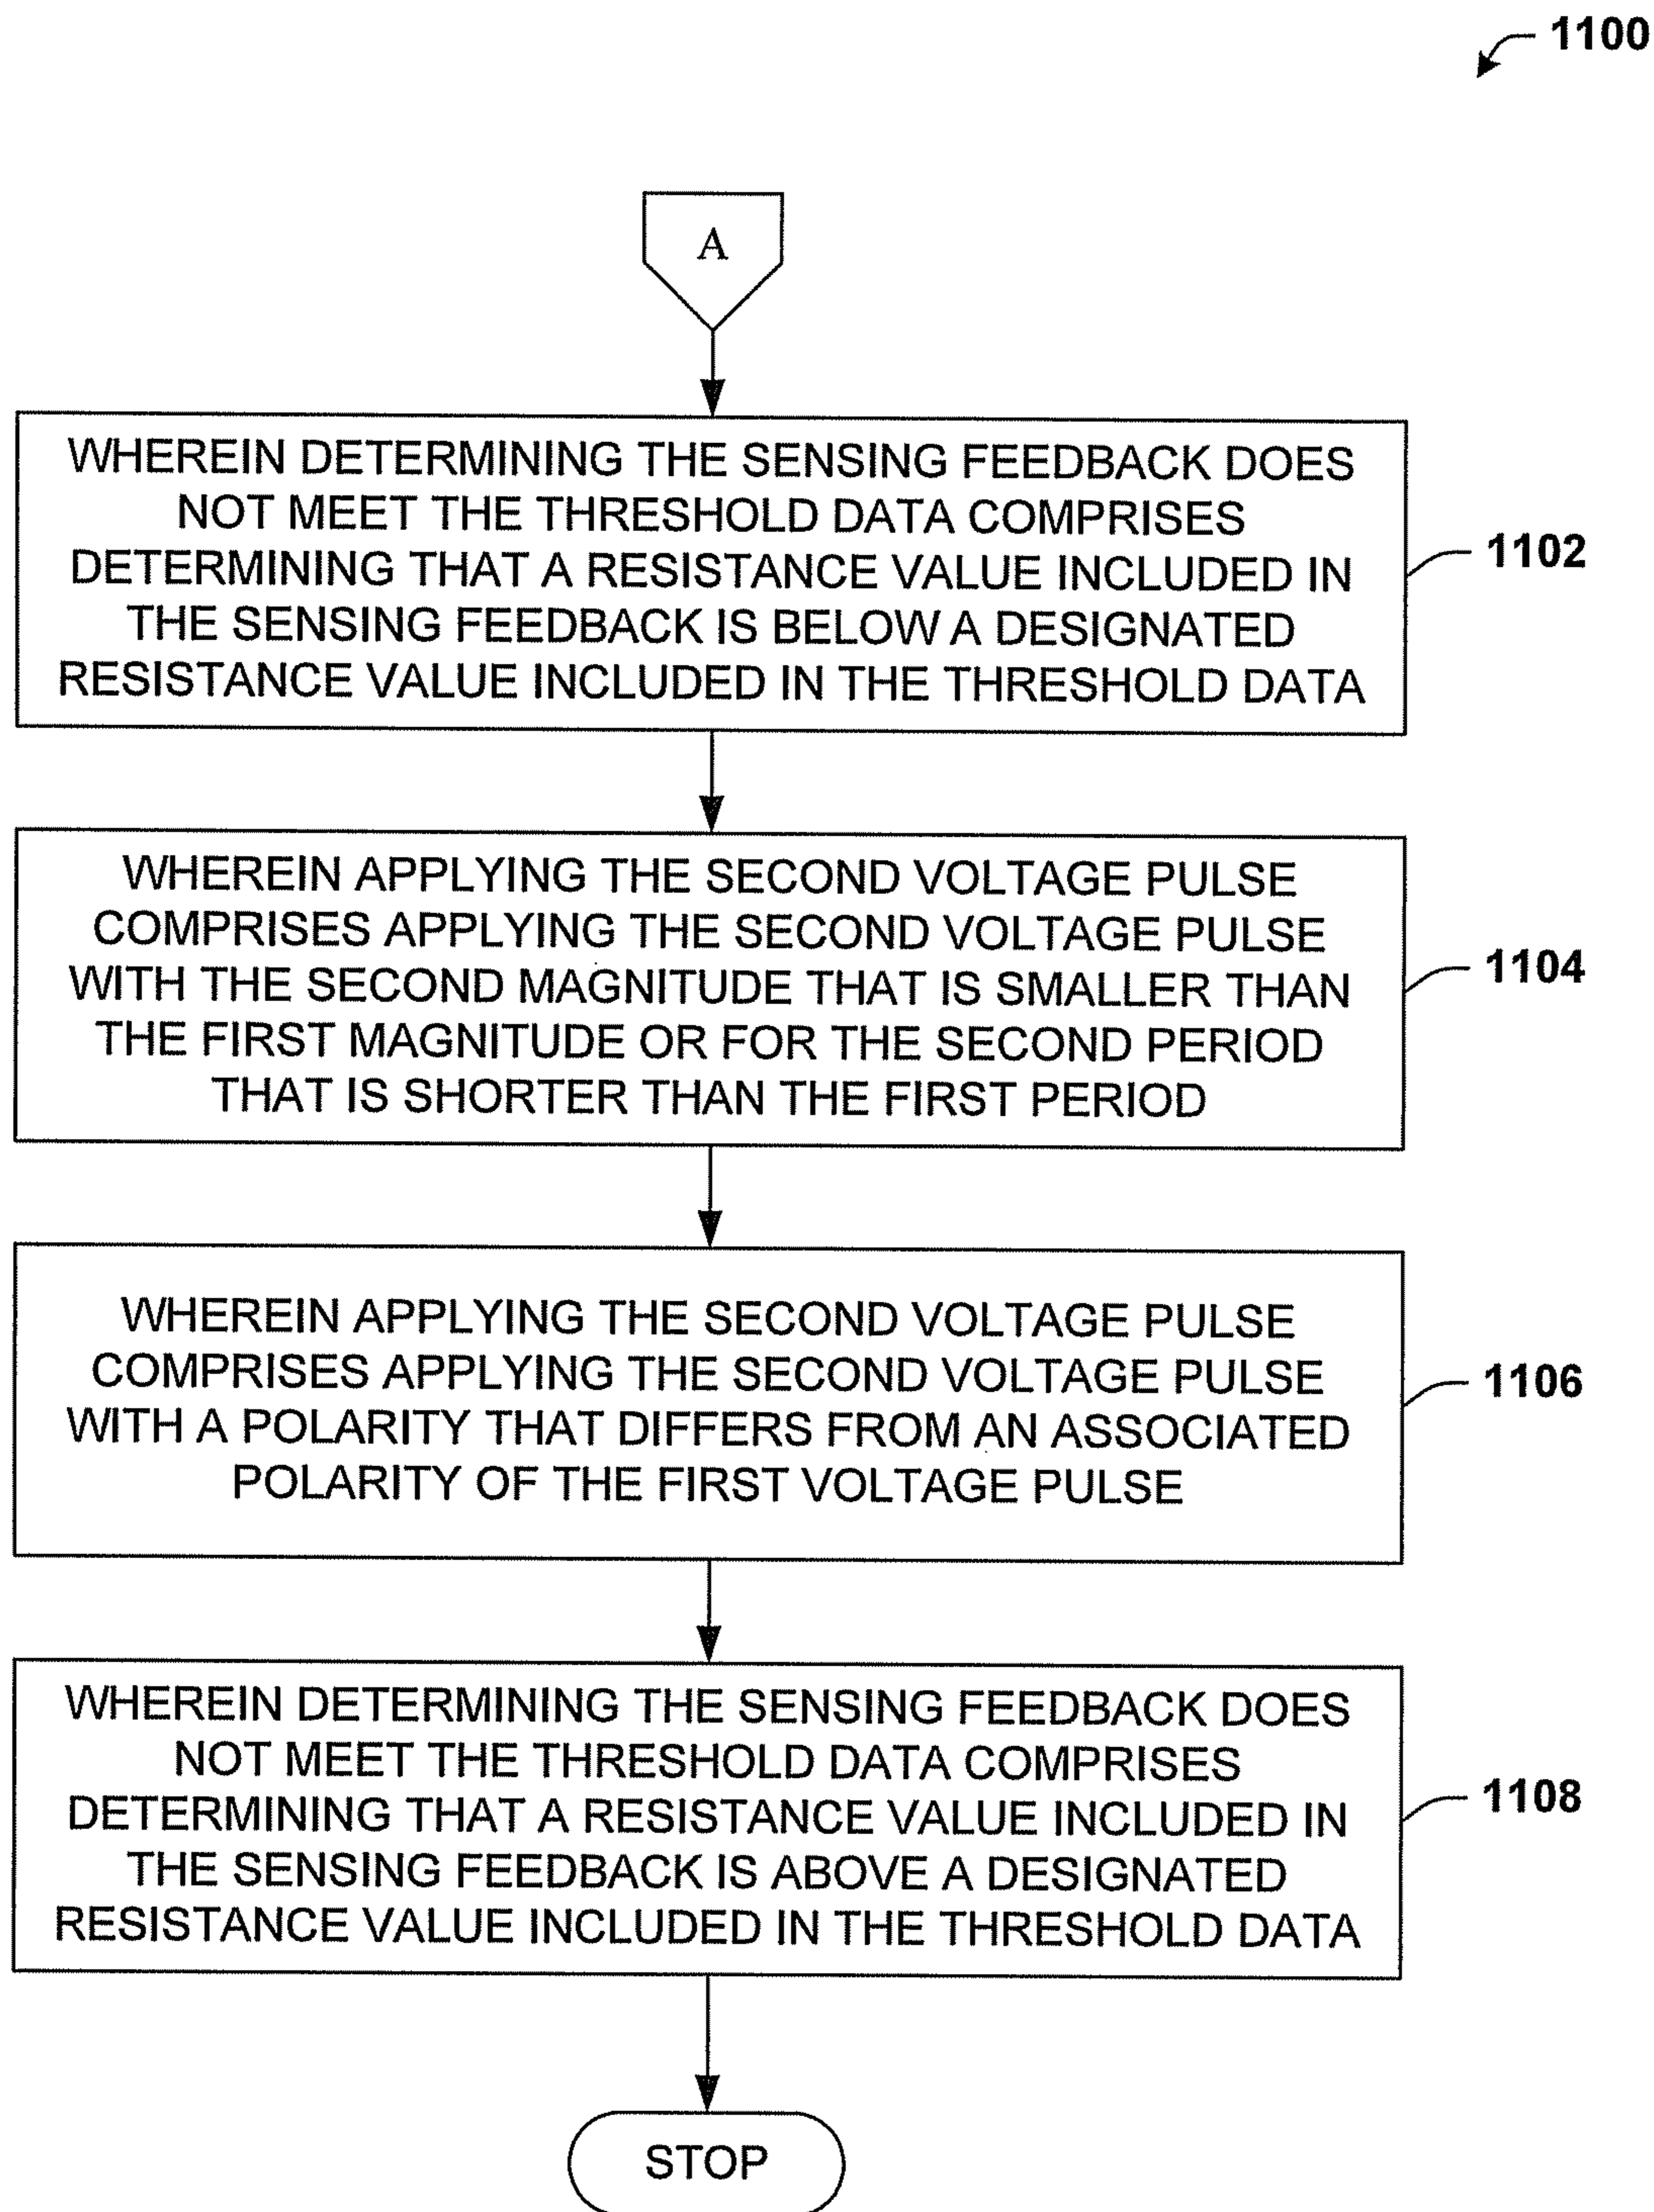 1100
A
WHEREIN DETERMINING THE SENSING FEEDBACK DOES
NOT MEET THE THRESHOLD DATA COMPRISES
DETERMINING THAT A RESISTANCE VALUE INCLUDED IN
THE SENSING FEEDBACK IS BELOW A DESIGNATED
RESISTANCE VALUE INCLUDED IN THE THRESHOLD DATA
1102
WHEREIN APPLYING THE SECOND VOLTAGE PULSE
COMPRISES APPLYING THE SECOND VOLTAGE PULSE
WITH THE SECOND MAGNITUDE THAT IS SMALLER THAN
THE FIRST MAGNITUDE OR FOR THE SECOND PERIOD
THAT IS SHORTER THAN THE FIRST PERIOD
1104
WHEREIN APPLYING THE SECOND VOLTAGE PULSE
COMPRISES APPLYING THE SECOND VOLTAGE PULSE
WITH A POLARITY THAT DIFFERS FROM AN ASSOCIATED
POLARITY OF THE FIRST VOLTAGE PULSE
1106
WHEREIN DETERMINING THE SENSING FEEDBACK DOES
NOT MEET THE THRESHOLD DATA COMPRISES
DETERMINING THAT A RESISTANCE VALUE INCLUDED IN
THE SENSING FEEDBACK IS ABOVE A DESIGNATED
RESISTANCE VALUE INCLUDED IN THE THRESHOLD DATA
1108
STOP